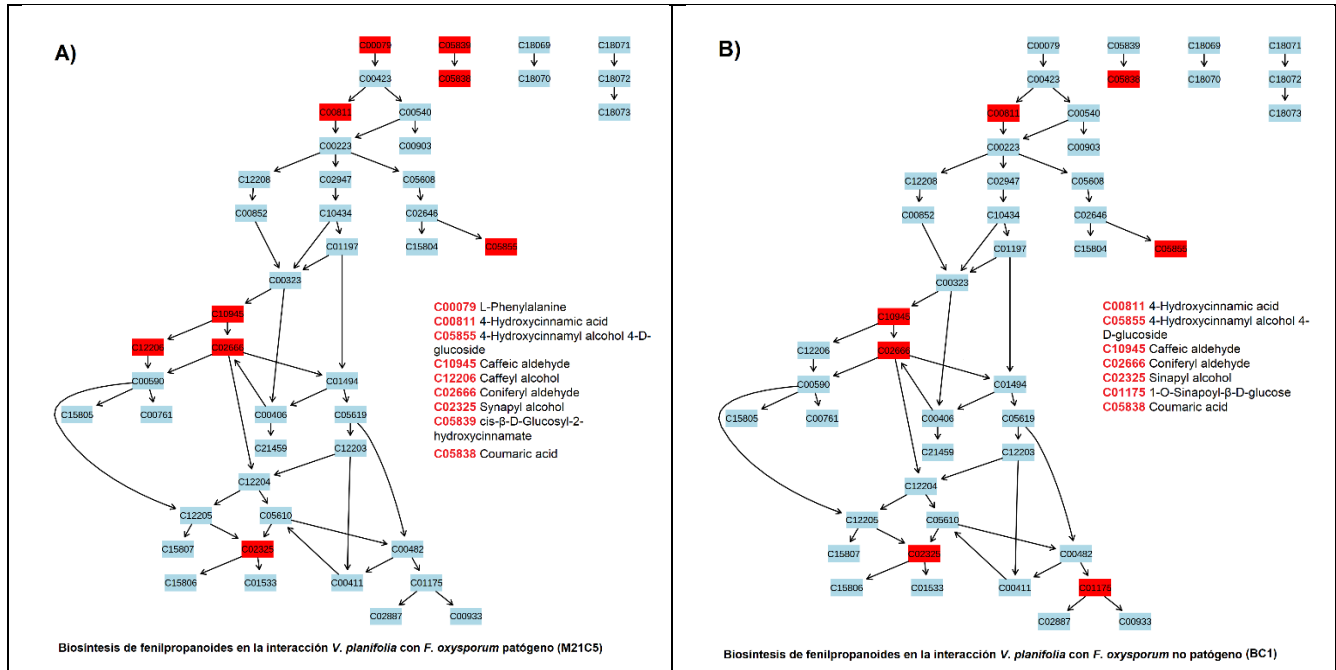 A)
C00079
C05839
C18069
C18071
C00423
C05838
C18070
C18072
C00811
C00540
C18073
C00223
C00903
C12208
C02947
C05608
C00852
C10434
C02646
C01197
C15804
C05855
C00323
C10945
C12206
C02666
C00590
C01494
C15805
C00761
C00406
C05619
C21459
C12203
C12204
C12205
C05610
C15807
C02325
C00482
C15806
C01533
C00411
C01175
C02887
C00933
C00079 L-Phenylalanine
C00811 4-Hydroxycinnamic acid
C05855 4-Hydroxycinnamyl alcohol 4-D-
glucoside
C10945 Caffeic aldehyde
C12206 Caffeyl alcohol
C02666 Coniferyl aldehyde
C02325 Synapyl alcohol
C05839 cis-β-D-Glucosyl-2-
hydroxycinnamate
C05838 Coumaric acid
Biosíntesis de fenilpropanoides en la interacción V. planifolia con F. oxysporum patógeno (M21C5)
B)
C00079
C05839
C18069
C18071
C00423
C05838
C18070
C18072
C00811
C00540
C18073
C00223
C00903
C12208
C02947
C05608
C00852
C10434
C02646
C01197
C15804
C05855
C00323
C10945
C12206
C02666
C00590
C01494
C15805
C00761
C00406
C05619
C21459
C12203
C12204
C12205
C05610
C15807
C02325
C00482
C15806
C01533
C00411
C01175
C02887
C00933
C00811 4-Hydroxycinnamic acid
C05855 4-Hydroxycinnamyl alcohol 4-
D-glucoside
C10945 Caffeic aldehyde
C02666 Coniferyl aldehyde
C02325 Sinapyl alcohol
C01175 1-O-Sinapoyl-β-D-glucose
C05838 Coumaric acid
Biosíntesis de fenilpropanoides en la interacción V. planifolia con F. oxysporum no patógeno (BC1)